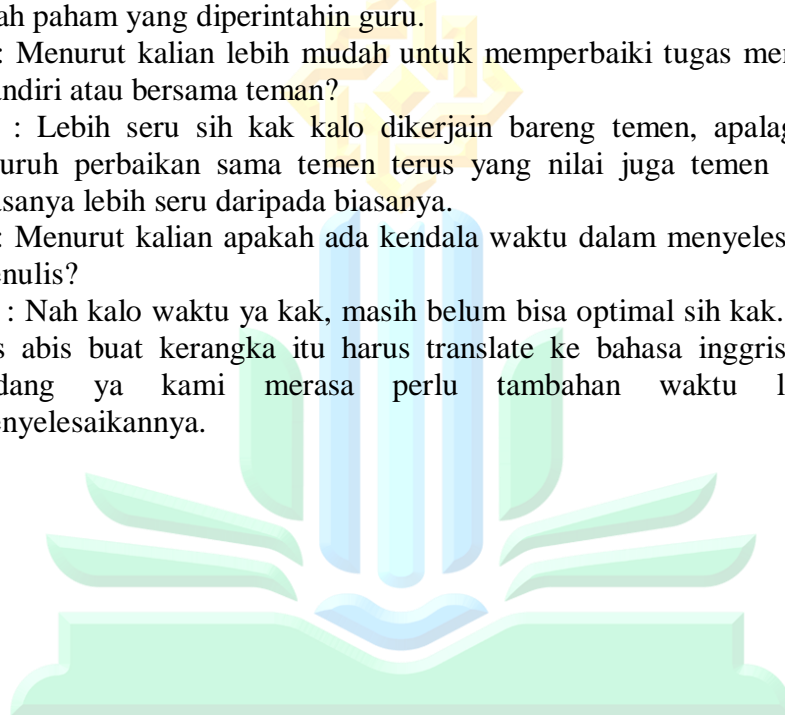 ah paham yang diperintahin guru.
: Menurut kalian lebih mudah untuk memperbaiki tugas mer
ndiri atau bersama teman?
: Lebih seru sih kak kalo dikerjain bareng temen, apalag
uruh perbaikan sama temen terus yang nilai juga temen
asanya lebih seru daripada biasanya.
: Menurut kalian apakah ada kendala waktu dalam menyeles
enulis?
: Nah kalo waktu ya kak, masih belum bisa optimal sih kak.
s abis buat kerangka itu harus translate ke bahasa inggris
dang ya kami merasa perlu tambahan waktu l
enyelesaikannya.